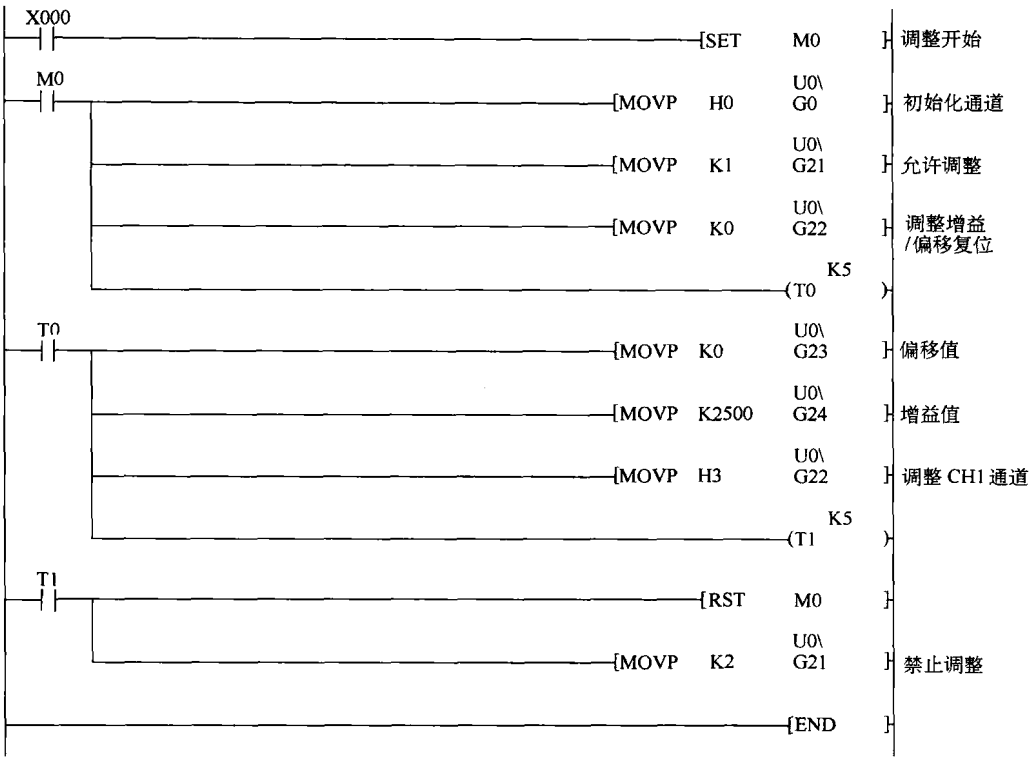 X000
[SET M0 ] 调整开始
M0
U0\
[MOVP H0 G0 ] 初始化通道
U0\
[MOVP K1 G21 ] 允许调整
U0\
[MOVP K0 G22 ] 调整增益
/偏移复位
K5
(T0 )
T0
U0\
[MOVP K0 G23 ] 偏移值
U0\
[MOVP K2500 G24 ] 增益值
U0\
[MOVP H3 G22 ] 调整 CH1 通道
K5
(T1 )
T1
[RST M0 ]
U0\
[MOVP K2 G21 ] 禁止调整
[END ]